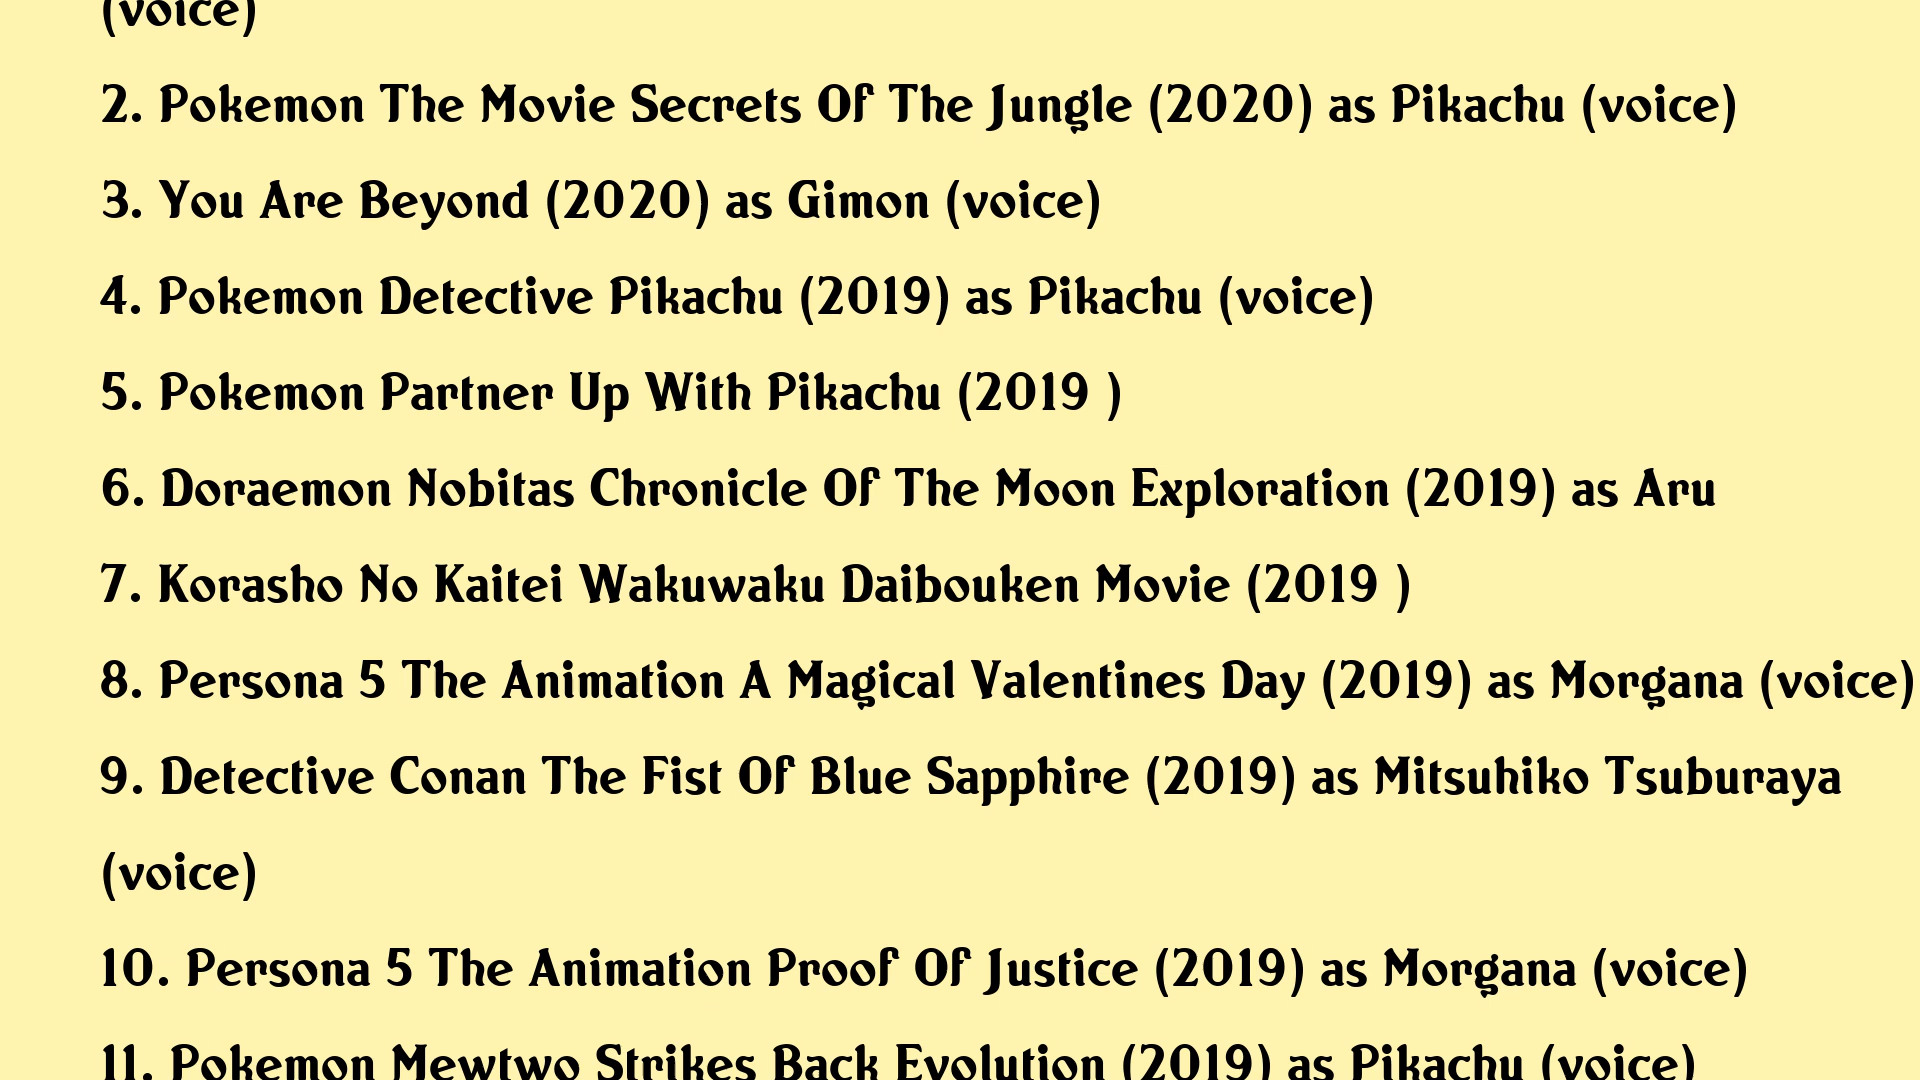 (voice)
2. Pokemon The Movie Secrets Of The Jungle (2020) as Pikachu (voice)
3. You Are Beyond (2020) as Gimon (voice)
4. Pokemon Detective Pikachu (2019) as Pikachu (voice)
5. Pokemon Partner Up With Pikachu (2019 )
6. Doraemon Nobitas Chronicle Of The Moon Exploration (2019) as Aru
7. Korasho No Kaitei Wakuwaku Daibouken Movie (2019 )
8. Persona 5 The Animation A Magical Valentines Day (2019) as Morgana (voice)
9. Detective Conan The Fist Of Blue Sapphire (2019) as Mitsuhiko Tsuburaya
(voice)
10. Persona 5 The Animation Proof Of Justice (2019) as Morgana (voice)
11. Pokemon Mewtwo Strikes Back Evolution (2019) as Pikachu (voice)